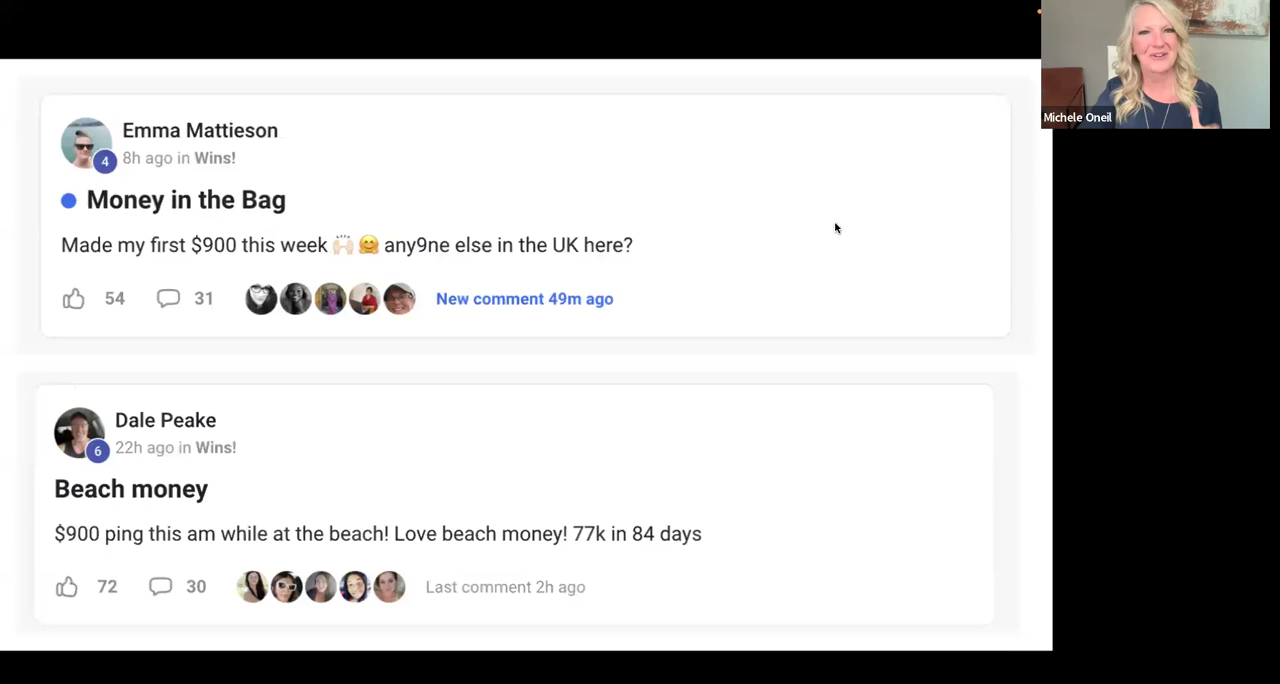 Michele Oneil
Emma Mattieson
4
8h ago in Wins!
Money in the Bag
Made my first $900 this week 🙌🏻 🤗 any9ne else in the UK here?
54 31 New comment 49m ago
Dale Peake
6
22h ago in Wins!
Beach money
$900 ping this am while at the beach! Love beach money! 77k in 84 days
72 30 Last comment 2h ago